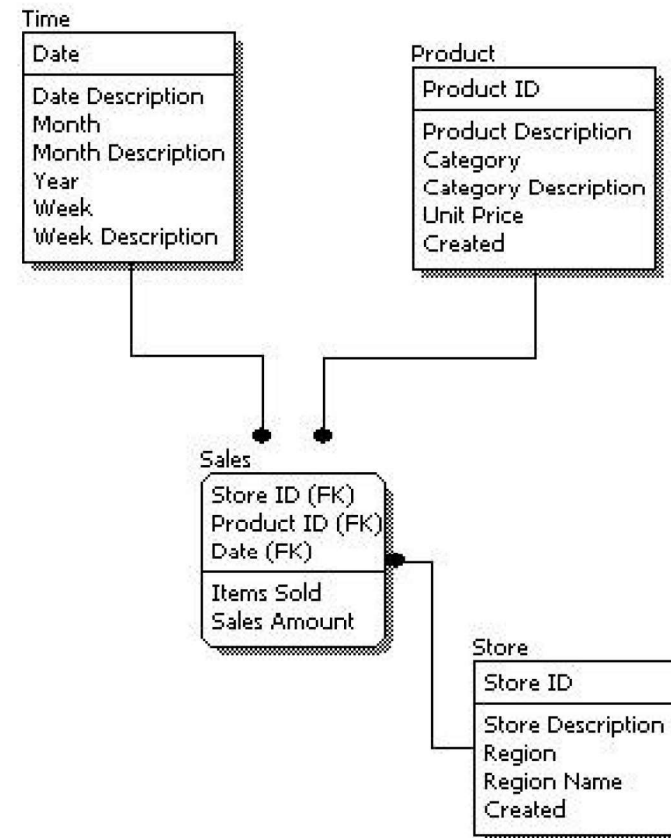 Time
Date
Date Description
Month
Month Description
Year
Week
Week Description
Product
Product ID
Product Description
Category
Category Description
Unit Price
Created
Sales
Store ID (FK)
Product ID (FK)
Date (FK)
Items Sold
Sales Amount
Store
Store ID
Store Description
Region
Region Name
Created